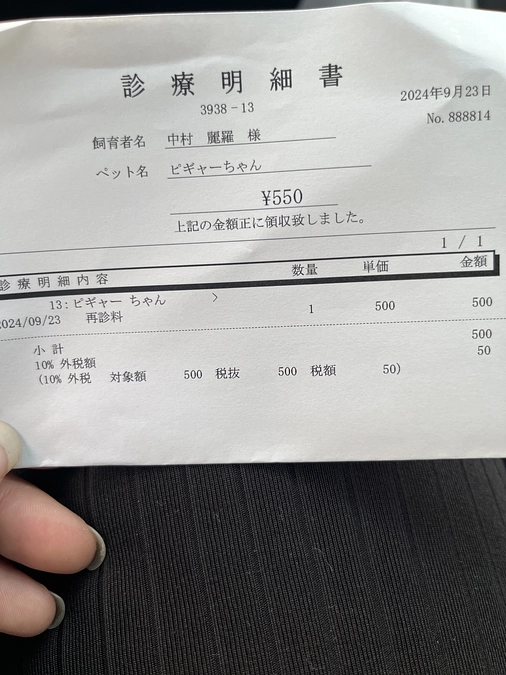 診療明細書
3938-13
2024年9月23日
No. 888814
飼育者名 中村 麗羅 様
ペット名 ピギャーちゃん
¥550
上記の金額正に領収致しました。
1 / 1
診療明細内容 数量 単価 金額
13:ピギャー ちゃん >
2024/09/23 再診料 1 500 500
小計 500
10% 外税額 50
(10% 外税 対象額 500 税抜 500 税額 50)